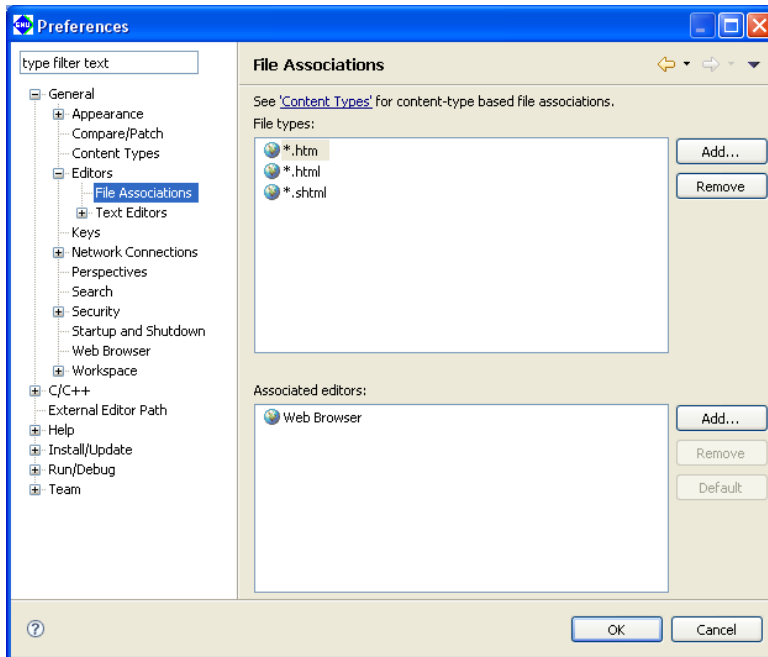 GNU Preferences
type filter text
General
Appearance
Compare/Patch
Content Types
Editors
File Associations
Text Editors
Keys
Network Connections
Perspectives
Search
Security
Startup and Shutdown
Web Browser
Workspace
C/C++
External Editor Path
Help
Install/Update
Run/Debug
Team
File Associations
See 'Content Types' for content-type based file associations.
File types:
*.htm
*.html
*.shtml
Add...
Remove
Associated editors:
Web Browser
Add...
Remove
Default
?
OK
Cancel